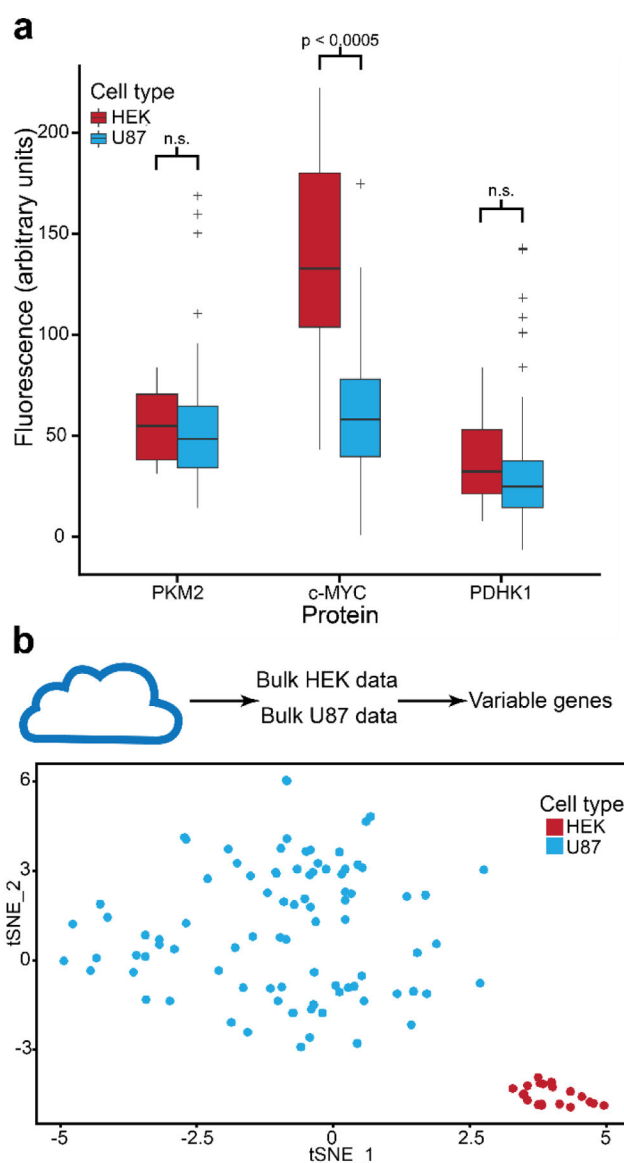 a
p < 0.0005
Cell type
HEK
U87
n.s.
n.s.
200
150
100
50
0
Fluorescence (arbitrary units)
PKM2
c-MYC
PDHK1
Protein
b
Bulk HEK data
Bulk U87 data
Variable genes
Cell type
HEK
U87
6
3
0
-3
tSNE_2
-5
-2.5
0
2.5
5
tSNE_1